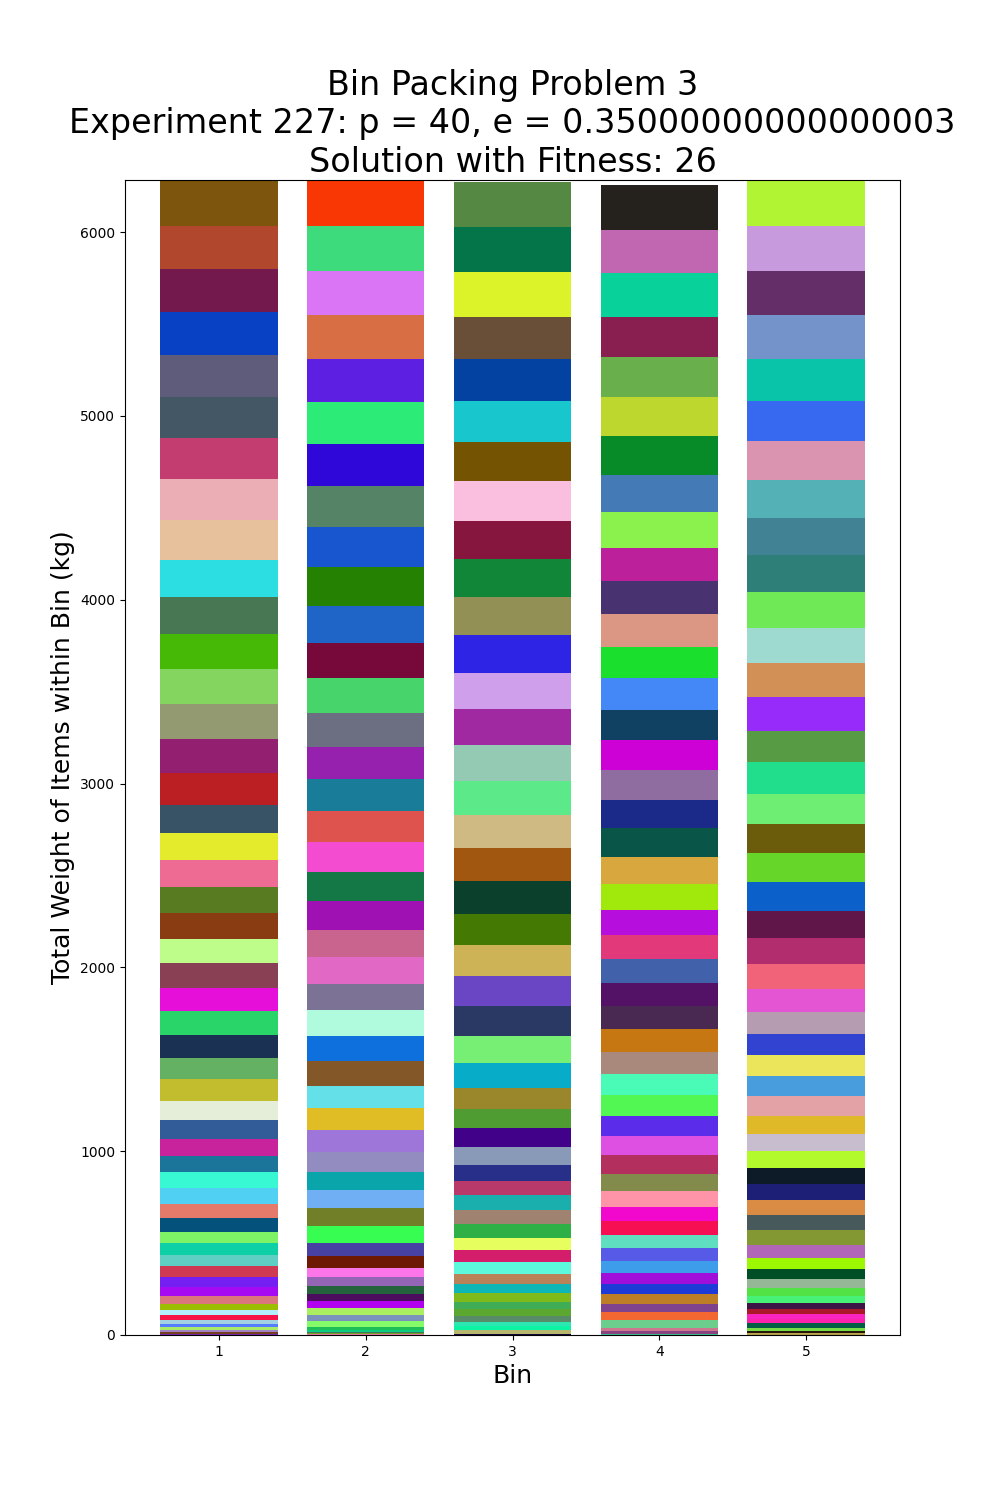 Bin Packing Problem 3
Experiment 227: p = 40, e = 0.35000000000000003
Solution with Fitness: 26
Total Weight of Items within Bin (kg)
6000
5000
4000
3000
2000
1000
0
1 2 3 4 5
Bin